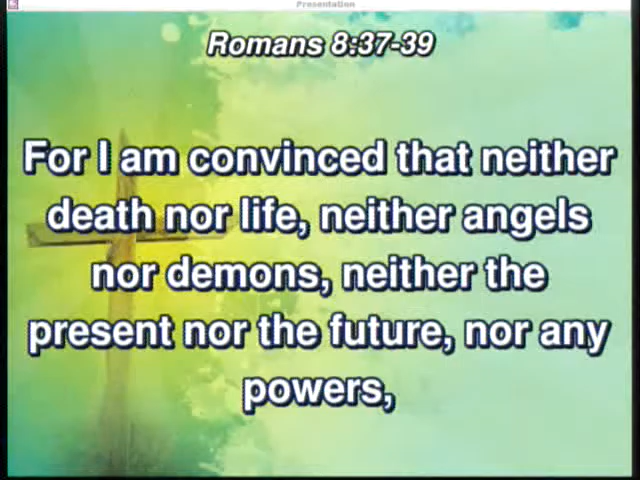 Presentation
Romans 8:37-39
For I am convinced that neither
death nor life, neither angels
nor demons, neither the
present nor the future, nor any
powers,